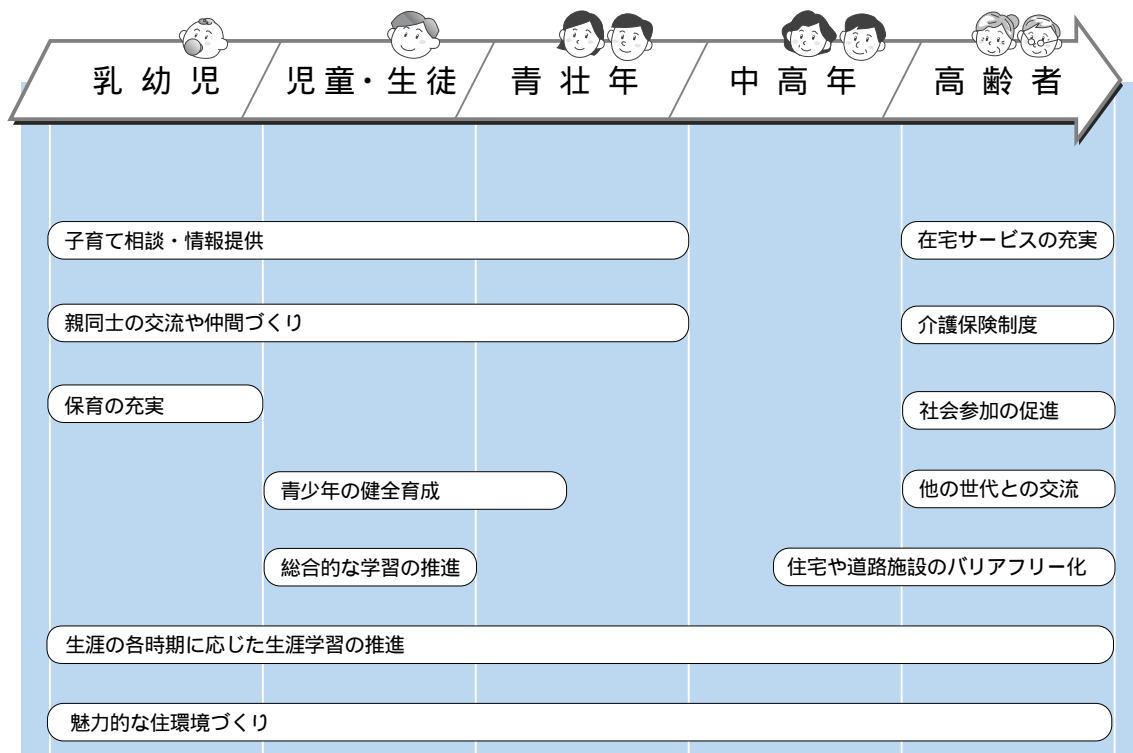 乳幼児
児童・生徒
青壮年
中高年
高齢者
子育て相談・情報提供
在宅サービスの充実
親同士の交流や仲間づくり
介護保険制度
保育の充実
社会参加の促進
青少年の健全育成
他の世代との交流
総合的な学習の推進
住宅や道路施設のバリアフリー化
生涯の各時期に応じた生涯学習の推進
魅力的な住環境づくり